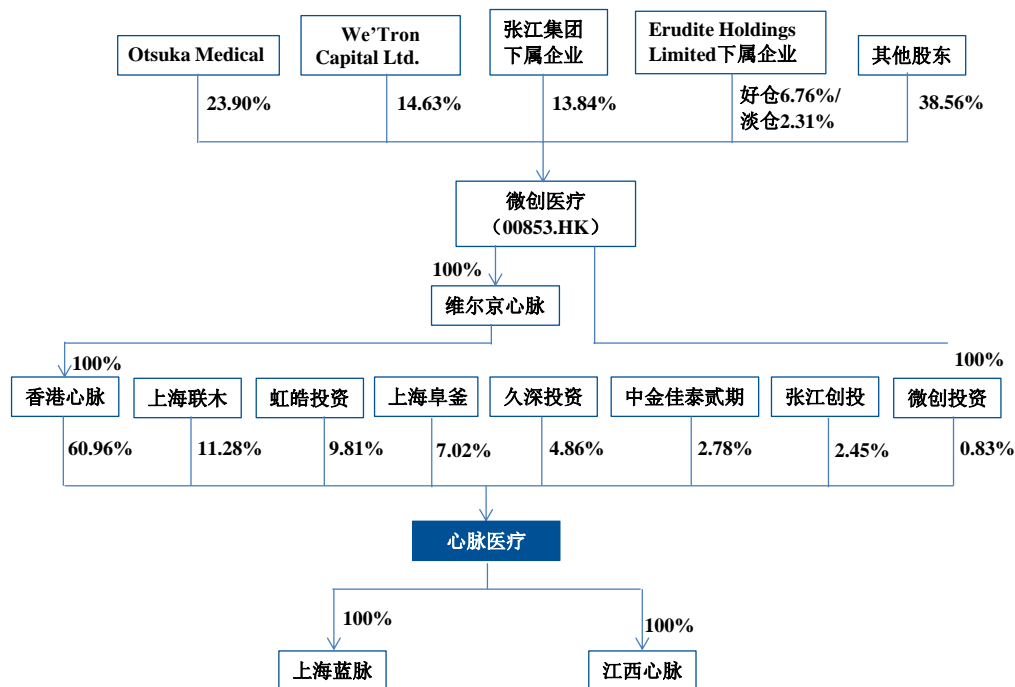 Otsuka Medical
We’Tron
Capital Ltd.
张江集团
下属企业
Erudite Holdings
Limited下属企业
其他股东
23.90%
14.63%
13.84%
好仓6.76%/
淡仓2.31%
38.56%
微创医疗
（00853.HK）
100%
维尔京心脉
100%
100%
香港心脉
上海联木
虹皓投资
上海阜釜
久深投资
中金佳泰贰期
张江创投
微创投资
60.96%
11.28%
9.81%
7.02%
4.86%
2.78%
2.45%
0.83%
心脉医疗
100%
100%
上海蓝脉
江西心脉